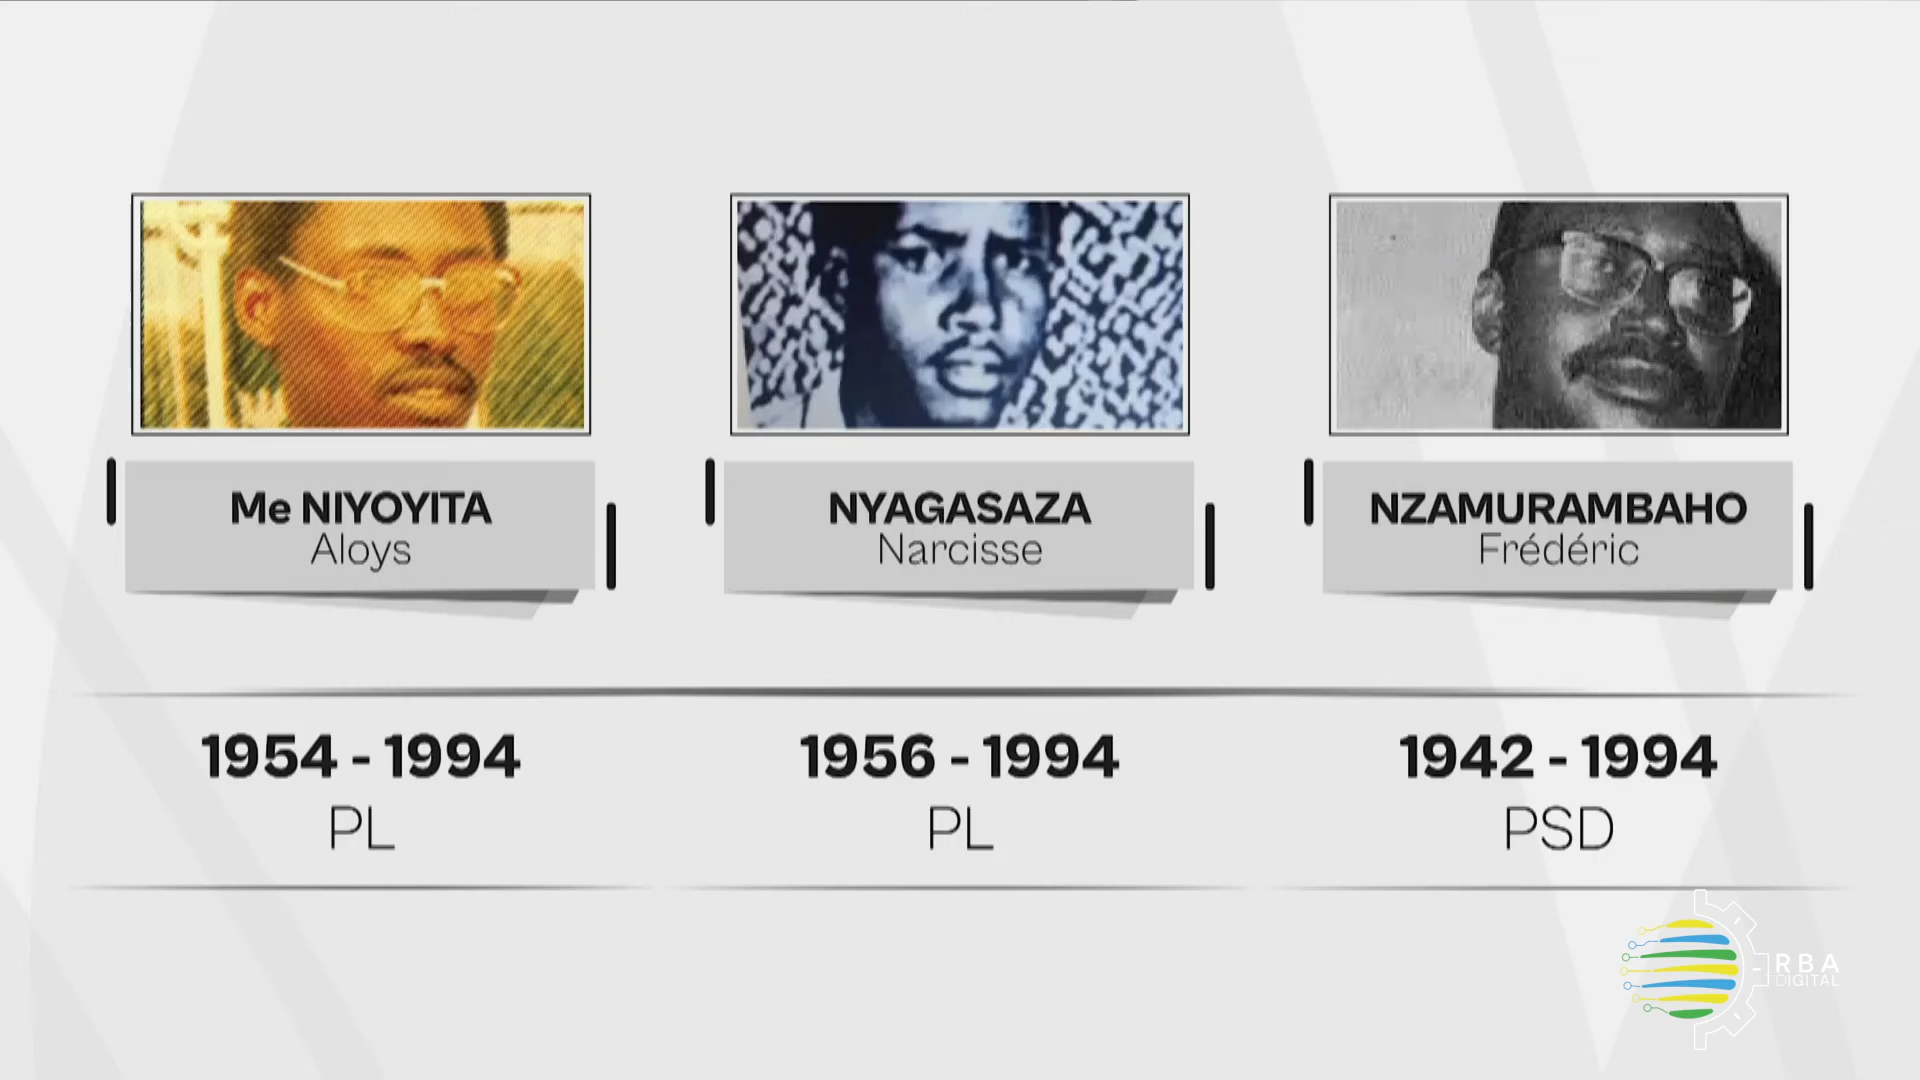 Me NIYOYITA
Aloys
1954 - 1994
PL
NYAGASAZA
Narcisse
1956 - 1994
PL
NZAMURAMBAHO
Frédéric
1942 - 1994
PSD
RBA
DIGITAL